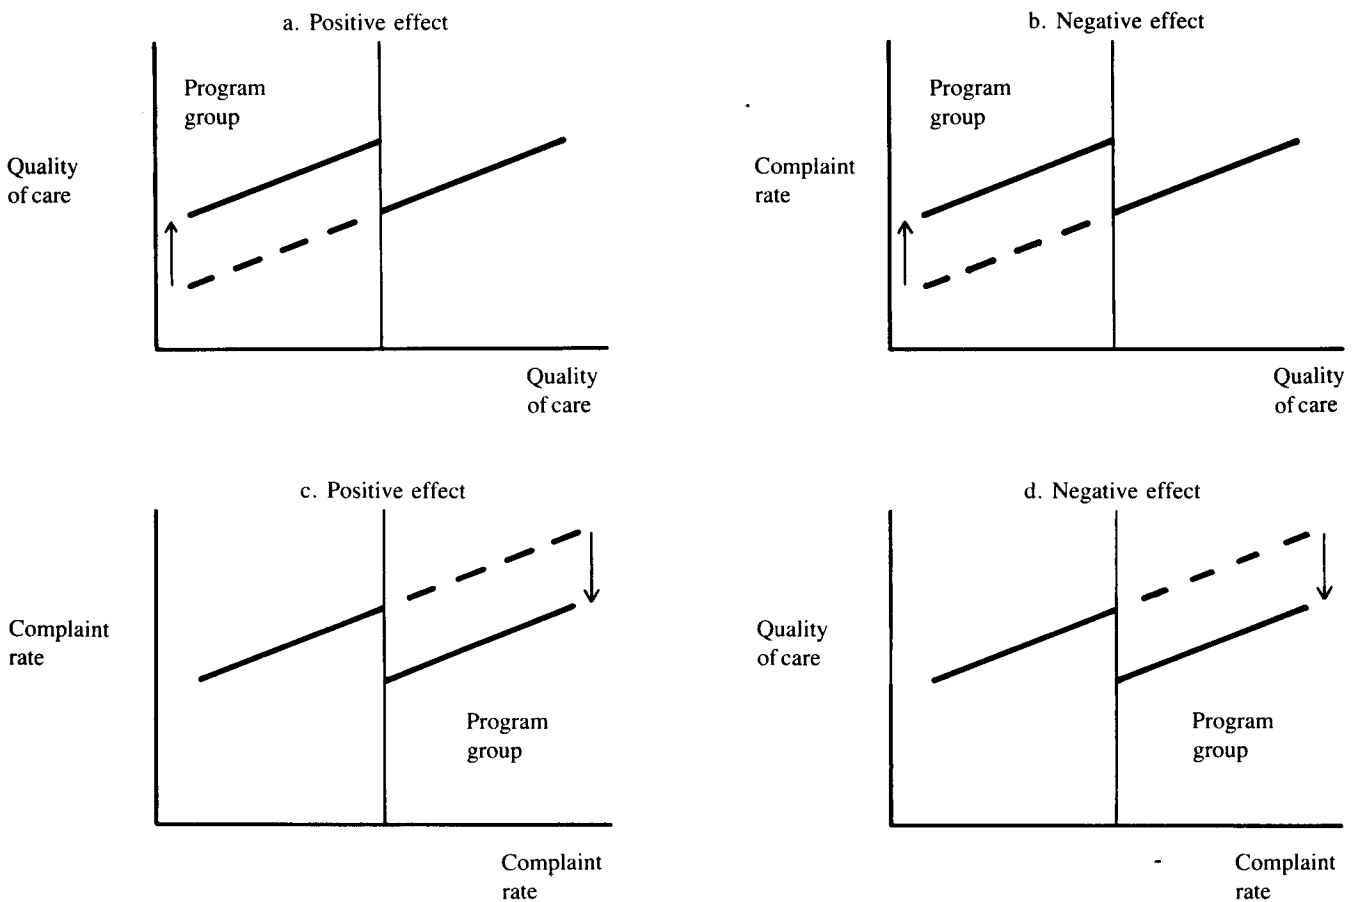 a. Positive effect
Program
group
Quality
of care
Quality
of care
b. Negative effect
Program
group
Complaint
rate
Quality
of care
c. Positive effect
Complaint
rate
Program
group
Complaint
rate
d. Negative effect
Quality
of care
Program
group
Complaint
rate